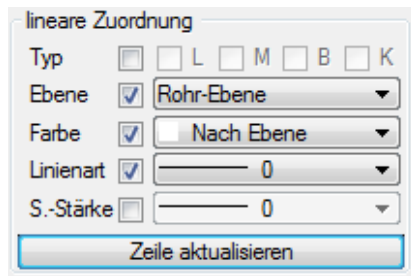 lineare Zuordnung
Typ L M B K
Ebene Rohr-Ebene
Farbe Nach Ebene
Linienart 0
S.-Stärke 0
Zeile aktualisieren